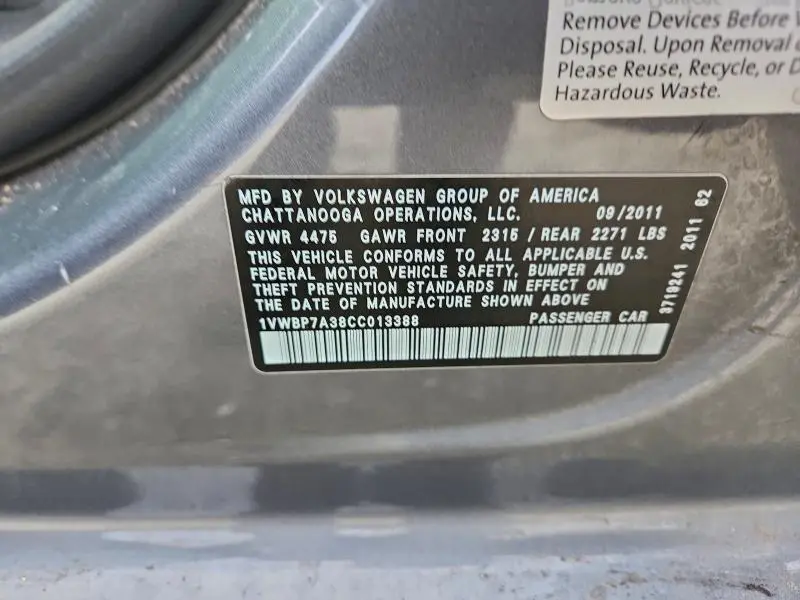 Remove Devices Before
Disposal. Upon Removal
Please Reuse, Recycle, or
Hazardous Waste.
MFD BY VOLKSWAGEN GROUP OF AMERICA
CHATTANOOGA OPERATIONS, LLC. 09/2011
GVWR 4475 GAWR FRONT 2315 / REAR 2271 LBS
THIS VEHICLE CONFORMS TO ALL APPLICABLE U.S.
FEDERAL MOTOR VEHICLE SAFETY, BUMPER AND
THEFT PREVENTION STANDARDS IN EFFECT ON
THE DATE OF MANUFACTURE SHOWN ABOVE
1VWBP7A38CC013388 PASSENGER CAR
3719241 2011 62